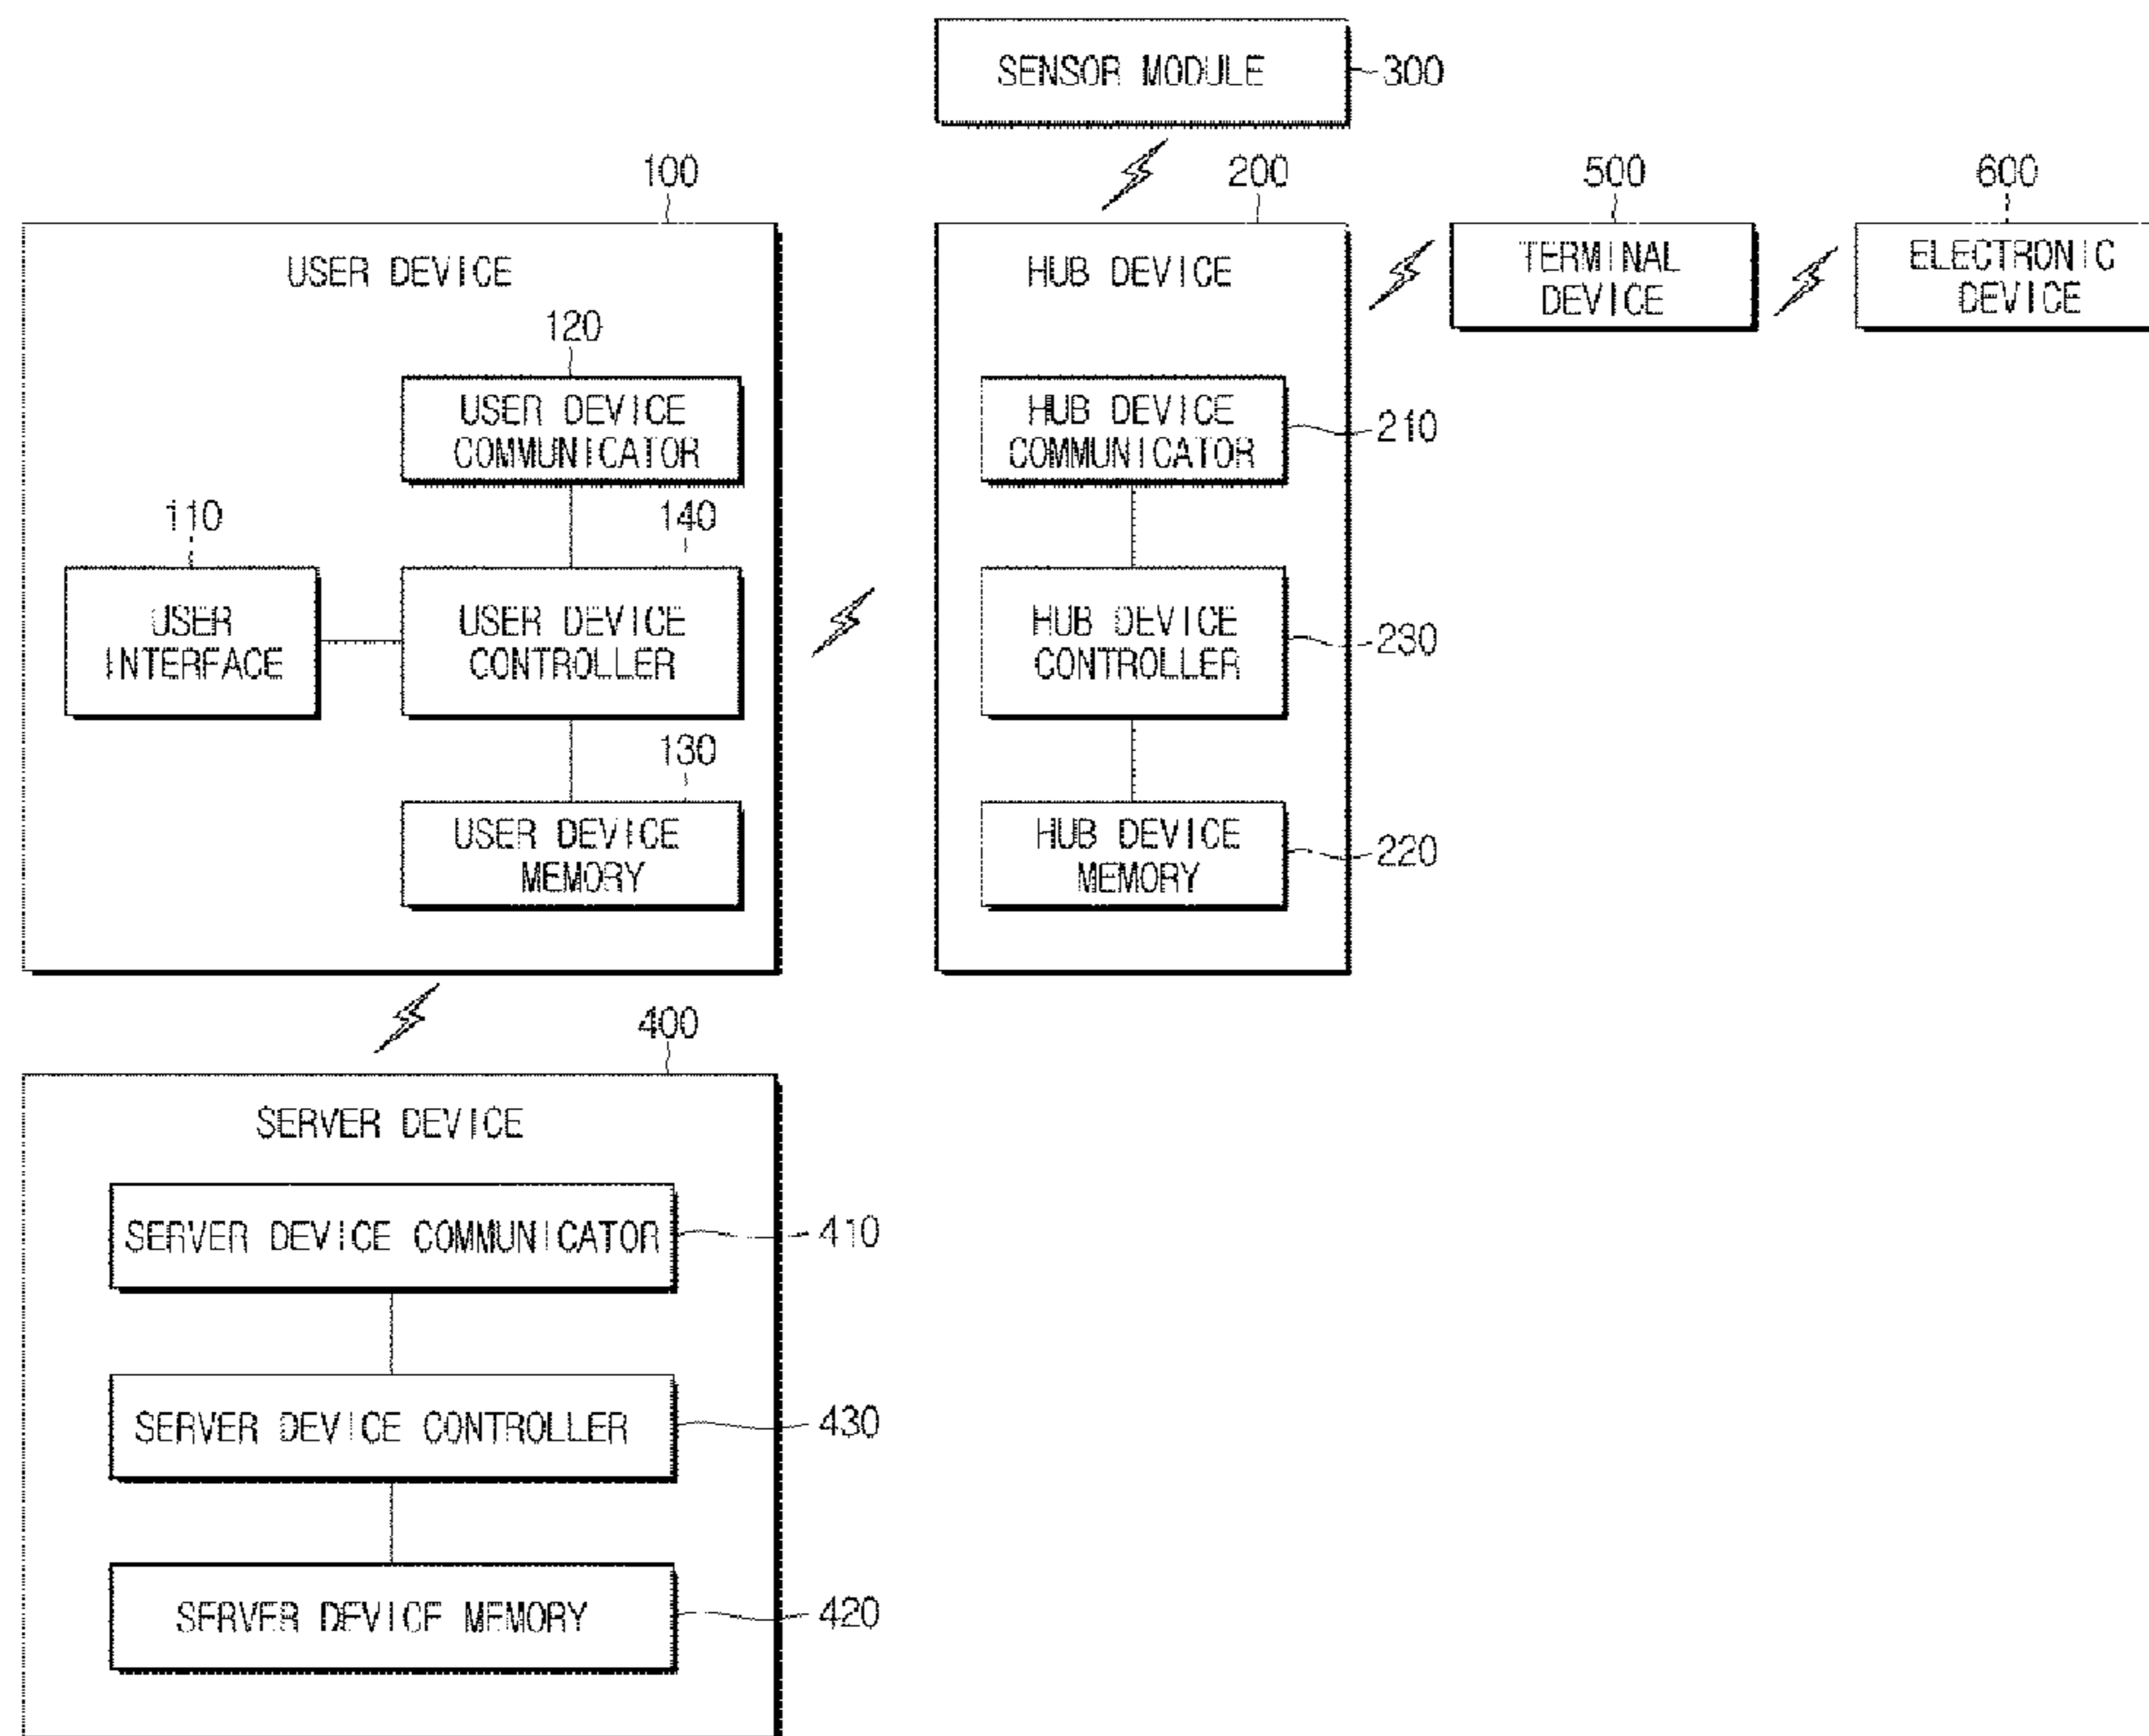 SENSOR MODULE
300
100
200
500
600
USER DEVICE
HUB DEVICE
TERMINAL
DEVICE
ELECTRONIC
DEVICE
120
USER DEVICE
COMMUNICATOR
HUB DEVICE
COMMUNICATOR
210
110
140
USER
INTERFACE
USER DEVICE
CONTROLLER
HUB DEVICE
CONTROLLER
230
130
USER DEVICE
MEMORY
HUB DEVICE
MEMORY
220
400
SERVER DEVICE
SERVER DEVICE COMMUNICATOR
410
SERVER DEVICE CONTROLLER
430
SERVER DEVICE MEMORY
420